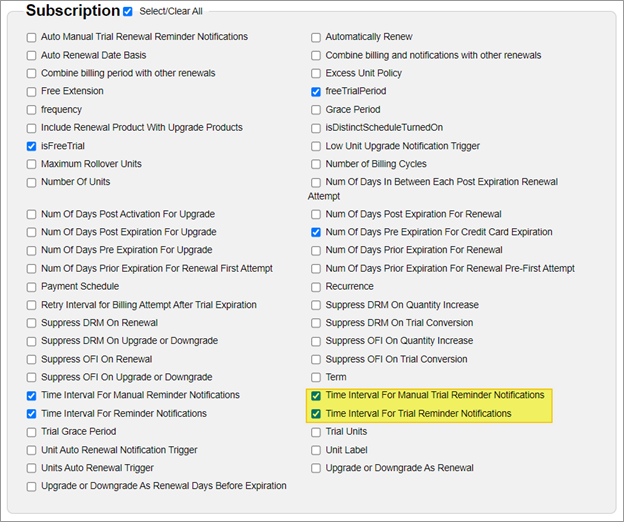 Subscription Select/Clear All
Auto Manual Trial Renewal Reminder Notifications
Automatically Renew
Auto Renewal Date Basis
Combine billing and notifications with other renewals
Combine billing period with other renewals
Excess Unit Policy
Free Extension
freeTrialPeriod
frequency
Grace Period
Include Renewal Product With Upgrade Products
isDistinctScheduleTurnedOn
isFreeTrial
Low Unit Upgrade Notification Trigger
Maximum Rollover Units
Number of Billing Cycles
Number Of Units
Num Of Days In Between Each Post Expiration Renewal
Attempt
Num Of Days Post Activation For Upgrade
Num Of Days Post Expiration For Renewal
Num Of Days Post Expiration For Upgrade
Num Of Days Pre Expiration For Credit Card Expiration
Num Of Days Pre Expiration For Upgrade
Num Of Days Prior Expiration For Renewal
Num Of Days Prior Expiration For Renewal First Attempt
Num Of Days Prior Expiration For Renewal Pre-First Attempt
Payment Schedule
Recurrence
Retry Interval for Billing Attempt After Trial Expiration
Suppress DRM On Quantity Increase
Suppress DRM On Renewal
Suppress DRM On Trial Conversion
Suppress DRM On Upgrade or Downgrade
Suppress OFI On Quantity Increase
Suppress OFI On Renewal
Suppress OFI On Trial Conversion
Suppress OFI On Upgrade or Downgrade
Term
Time Interval For Manual Reminder Notifications
Time Interval For Manual Trial Reminder Notifications
Time Interval For Reminder Notifications
Time Interval For Trial Reminder Notifications
Trial Grace Period
Trial Units
Unit Auto Renewal Notification Trigger
Unit Label
Units Auto Renewal Trigger
Upgrade or Downgrade As Renewal
Upgrade or Downgrade As Renewal Days Before Expiration